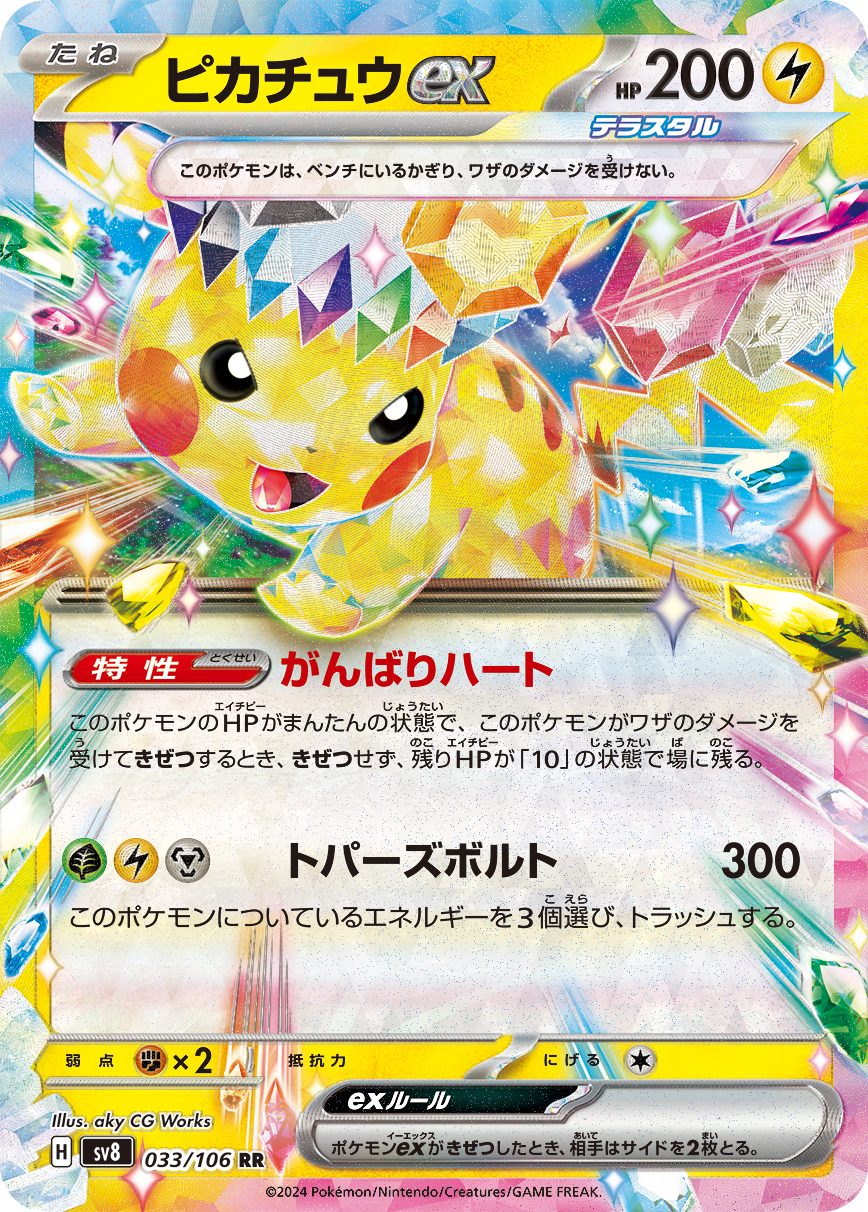 たね
ピカチュウex
HP200
テラスタル
このポケモンは、ベンチにいるかぎり、ワザのダメージを受けない。
特性 とくせい がんばりハート
このポケモンのHPがまんたんの状態で、このポケモンがワザのダメージを
受けてきぜつするとき、きぜつせず、残りHPが「10」の状態で場に残る。
トパーズボルト 300
このポケモンについているエネルギーを3個選び、トラッシュする。
弱点 ×2 抵抗力 にげる
exルール
ポケモンexがきぜつしたとき、相手はサイドを2枚とる。
Illus. aky CG Works
H sv8 033/106 RR
©2024 Pokémon/Nintendo/Creatures/GAME FREAK.